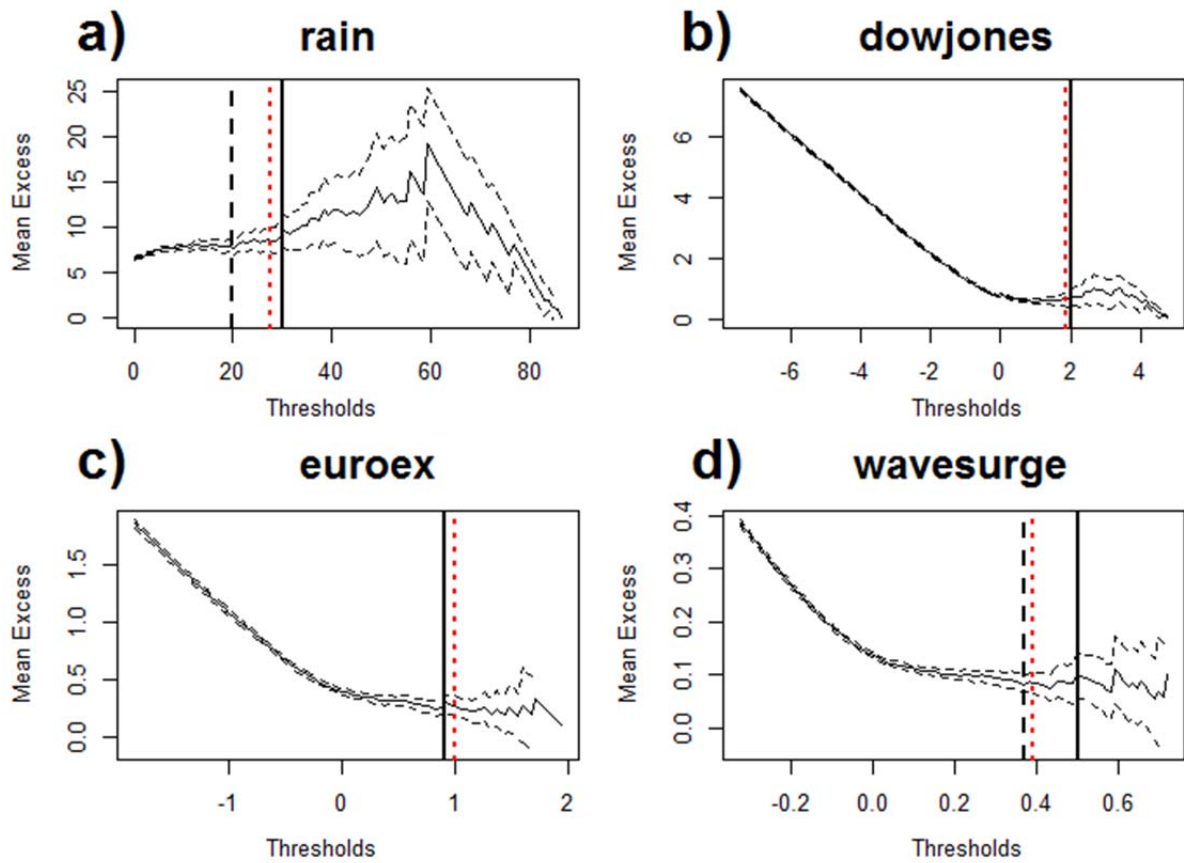 a) rain
Mean Excess
25
20
15
10
5
0
0 20 40 60 80
Thresholds
b) dowjones
Mean Excess
6
4
2
0
-6 -4 -2 0 2 4
Thresholds
c) euroex
Mean Excess
1.5
1.0
0.5
0.0
-1 0 1 2
Thresholds
d) wavesurge
Mean Excess
0.4
0.3
0.2
0.1
0.0
-0.2 0.0 0.2 0.4 0.6
Thresholds